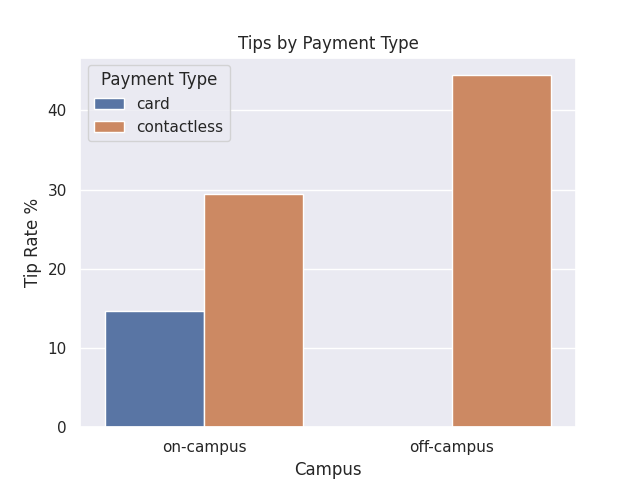 Tips by Payment Type
Payment Type
card
contactless
40
30
20
10
0
Tip Rate %
on-campus
off-campus
Campus